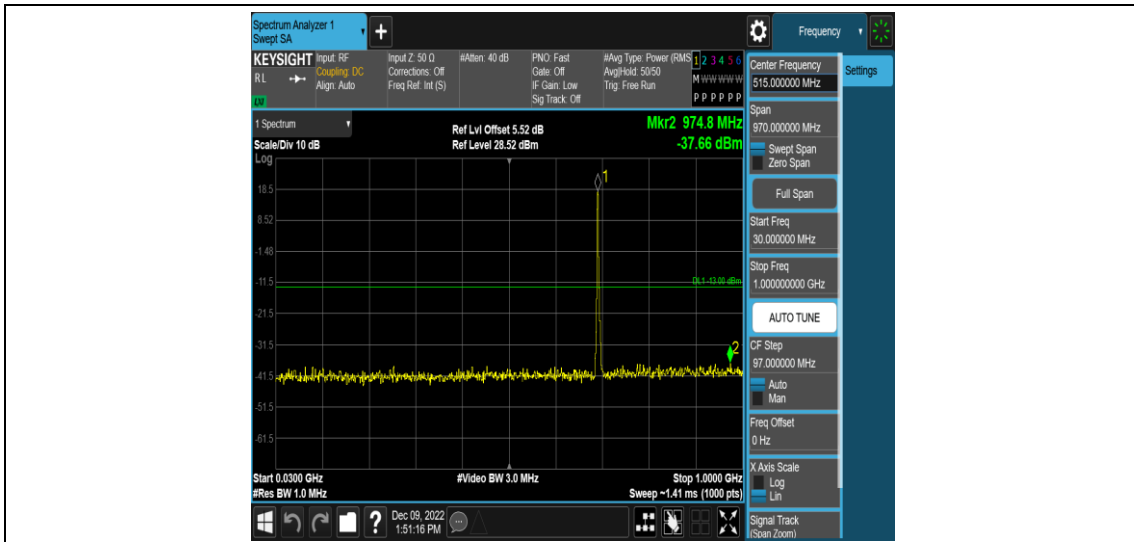 Spectrum Analyzer 1
Swept SA
+
Frequency
KEYSIGHT
RL
LM
Input: RF
Coupling: DC
Align: Auto
Input Z: 50 Ω
Corrections: Off
Freq Ref: Int (S)
#Atten: 40 dB
PNO: Fast
Gate: Off
IF Gain: Low
Sig Track: Off
#Avg Type: Power (RMS
Avg|Hold: 50/50
Trig: Free Run
1 2 3 4 5 6
M W W W W W
P P P P P P
1 Spectrum
Scale/Div 10 dB
Ref Lvl Offset 5.52 dB
Ref Level 28.52 dBm
Mkr2 974.8 MHz
-37.66 dBm
Log
1
18.5
8.52
-1.48
-11.5
DL1 -13.00 dBm
-21.5
-31.5
2
-41.5
-51.5
-61.5
Start 0.0300 GHz
#Video BW 3.0 MHz
Stop 1.0000 GHz
#Res BW 1.0 MHz
Sweep ~1.41 ms (1000 pts)
?
Dec 09, 2022
1:51:16 PM
Center Frequency
515.000000 MHz
Settings
Span
970.000000 MHz
Swept Span
Zero Span
Full Span
Start Freq
30.000000 MHz
Stop Freq
1.000000000 GHz
AUTO TUNE
CF Step
97.000000 MHz
Auto
Man
Freq Offset
0 Hz
X Axis Scale
Log
Lin
Signal Track
(Span Zoom)